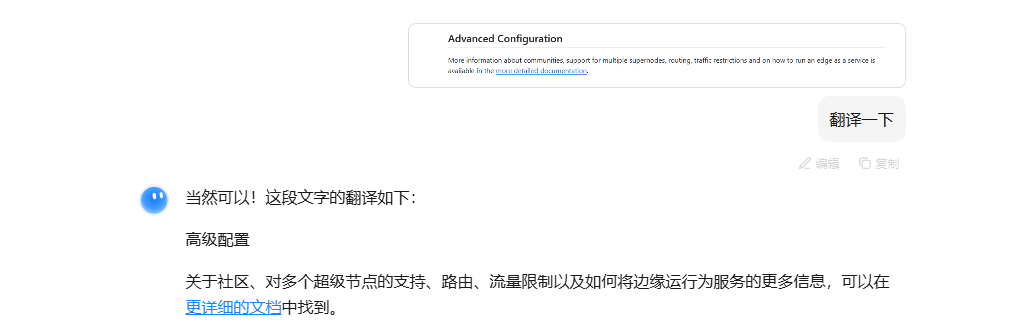 Advanced Configuration
More information about communities, support for multiple supernodes, routing, traffic restrictions and on how to run an edge as a service is
available in the more detailed documentation.
翻译一下
编辑 复制
当然可以！这段文字的翻译如下：
高级配置
关于社区、对多个超级节点的支持、路由、流量限制以及如何将边缘运行为服务的更多信息，可以在
更详细的文档中找到。